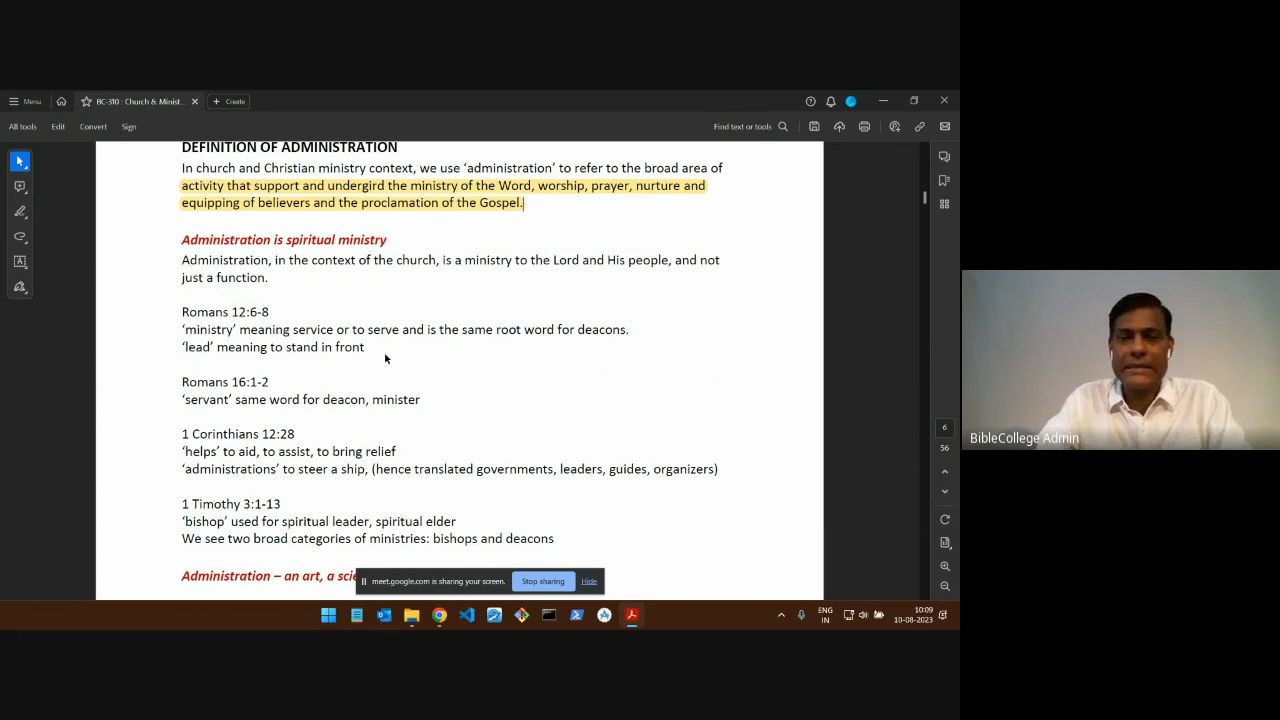 Menu
BC-310 : Church & Minist...
Create
All tools
Edit
Convert
Sign
Find text or tools
DEFINITION OF ADMINISTRATION
In church and Christian ministry context, we use ‘administration’ to refer to the broad area of
activity that support and undergird the ministry of the Word, worship, prayer, nurture and
equipping of believers and the proclamation of the Gospel.
Administration is spiritual ministry
Administration, in the context of the church, is a ministry to the Lord and His people, and not
just a function.
Romans 12:6-8
‘ministry’ meaning service or to serve and is the same root word for deacons.
‘lead’ meaning to stand in front
Romans 16:1-2
‘servant’ same word for deacon, minister
1 Corinthians 12:28
‘helps’ to aid, to assist, to bring relief
‘administrations’ to steer a ship, (hence translated governments, leaders, guides, organizers)
1 Timothy 3:1-13
‘bishop’ used for spiritual leader, spiritual elder
We see two broad categories of ministries: bishops and deacons
Administration – an art, a scie
meet.google.com is sharing your screen.
Stop sharing
Hide
6
56
BibleCollege Admin
ENG
IN
10:09
10-08-2023